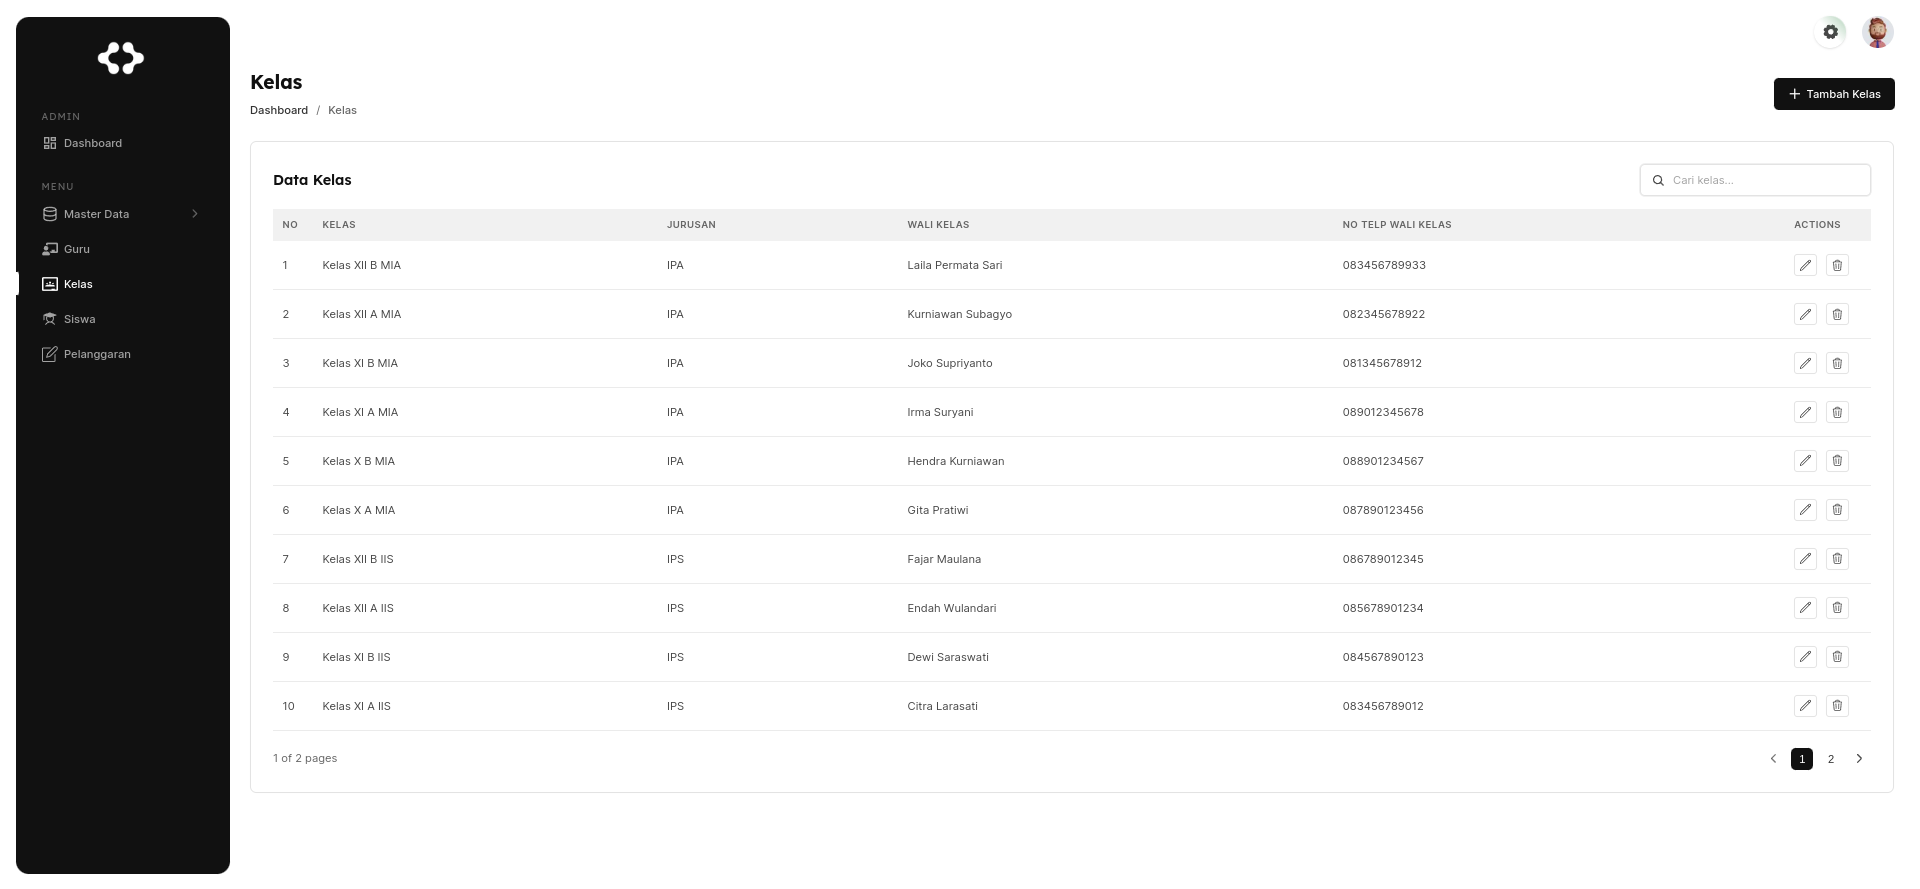 ADMIN
Dashboard
MENU
Master Data
Guru
Kelas
Siswa
Pelanggaran
Kelas
Dashboard / Kelas
+ Tambah Kelas
Data Kelas
Cari kelas...
NO KELAS JURUSAN WALI KELAS NO TELP WALI KELAS ACTIONS
1 Kelas XII B MIA IPA Laila Permata Sari 083456789933
2 Kelas XII A MIA IPA Kurniawan Subagyo 082345678922
3 Kelas XI B MIA IPA Joko Supriyanto 081345678912
4 Kelas XI A MIA IPA Irma Suryani 089012345678
5 Kelas X B MIA IPA Hendra Kurniawan 088901234567
6 Kelas X A MIA IPA Gita Pratiwi 087890123456
7 Kelas XII B IIS IPS Fajar Maulana 086789012345
8 Kelas XII A IIS IPS Endah Wulandari 085678901234
9 Kelas XI B IIS IPS Dewi Saraswati 084567890123
10 Kelas XI A IIS IPS Citra Larasati 083456789012
1 of 2 pages
1 2